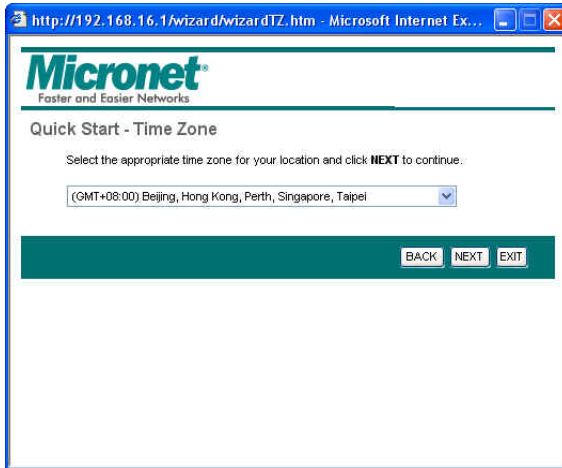 http://192.168.16.1/wizard/wizardTZ.htm - Microsoft Internet Ex...
Micronet®
Faster and Easier Networks
Quick Start - Time Zone
Select the appropriate time zone for your location and click NEXT to continue.
(GMT+08:00) Beijing, Hong Kong, Perth, Singapore, Taipei
BACK NEXT EXIT